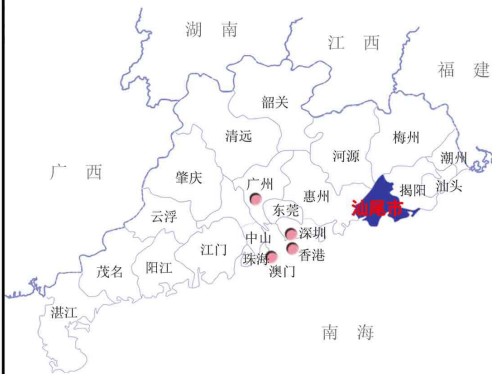 湖 南
江 西
福 建
韶关
清远
河源
梅州
潮州
广 西
肇庆
广州
惠州
揭阳
汕头
东莞
汕尾市
云浮
中山
深圳
江门
珠海
香港
澳门
茂名
阳江
湛江
南 海